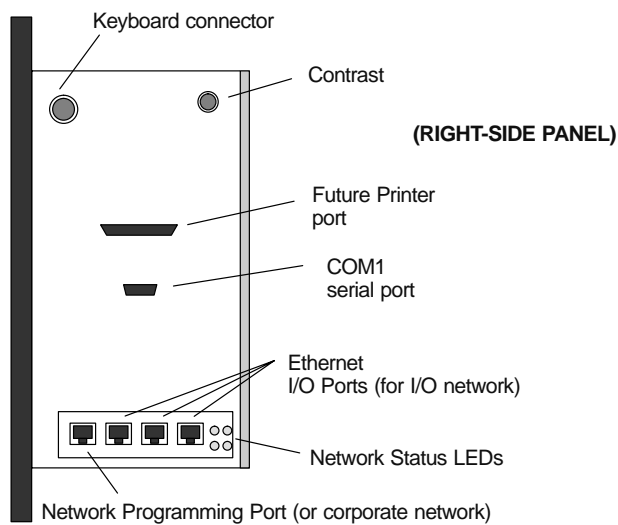 Keyboard connector
Contrast
(RIGHT-SIDE PANEL)
Future Printer
port
COM1
serial port
Ethernet
I/O Ports (for I/O network)
Network Status LEDs
Network Programming Port (or corporate network)